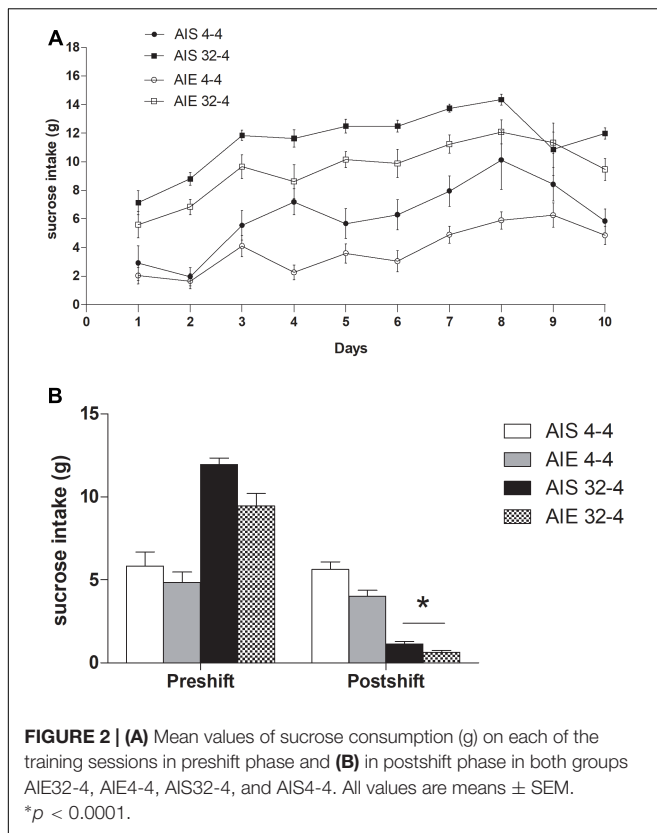 A
AIS 4-4
AIS 32-4
AIE 4-4
AIE 32-4
sucrose intake (g)
18
16
14
12
10
8
6
4
2
0
0 1 2 3 4 5 6 7 8 9 10
Days
B
sucrose intake (g)
15
10
5
0
*
Preshift Postshift
AIS 4-4
AIE 4-4
AIS 32-4
AIE 32-4
FIGURE 2 | (A) Mean values of sucrose consumption (g) on each of the
training sessions in preshift phase and (B) in postshift phase in both groups
AIE32-4, AIE4-4, AIS32-4, and AIS4-4. All values are means ± SEM.
*p < 0.0001.